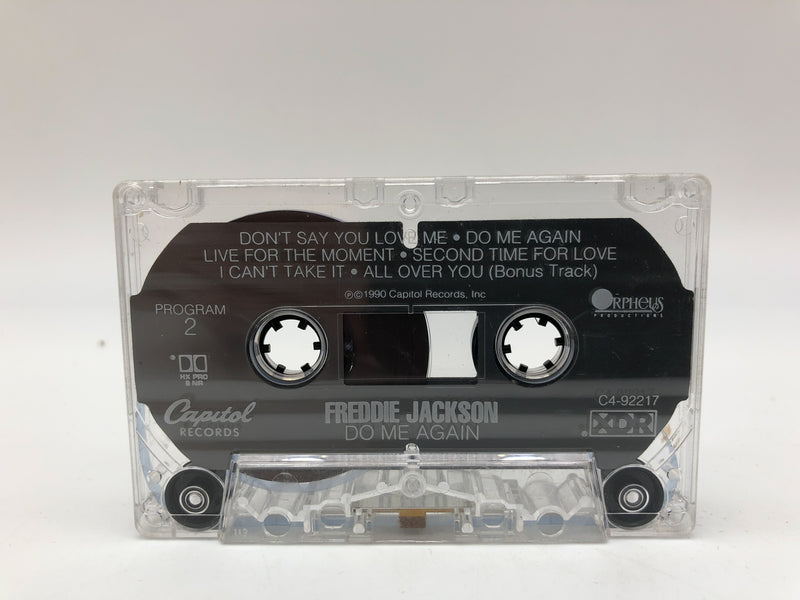 DON'T SAY YOU LOVE ME • DO ME AGAIN
LIVE FOR THE MOMENT • SECOND TIME FOR LOVE
I CAN'T TAKE IT • ALL OVER YOU (Bonus Track)
℗©1990 Capitol Records, Inc
PROGRAM
2
ORPHEUS
PRODUCTIONS
HX PRO
B NR
Capitol
RECORDS
FREDDIE JACKSON
DO ME AGAIN
C4-92217
XDR